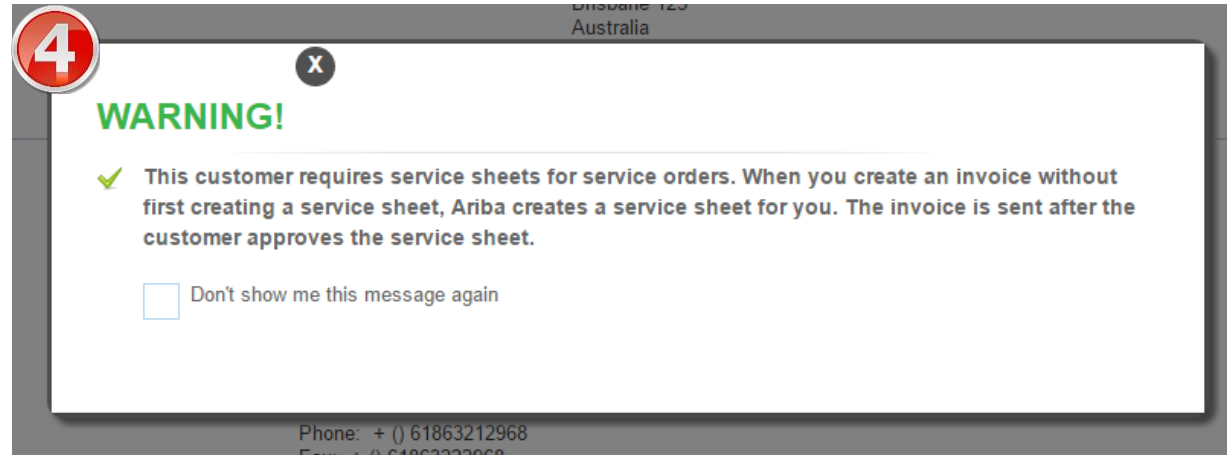 Brisbane 129
Australia
4
X
WARNING!
This customer requires service sheets for service orders. When you create an invoice without
first creating a service sheet, Ariba creates a service sheet for you. The invoice is sent after the
customer approves the service sheet.
Don't show me this message again
Phone: + () 61863212968